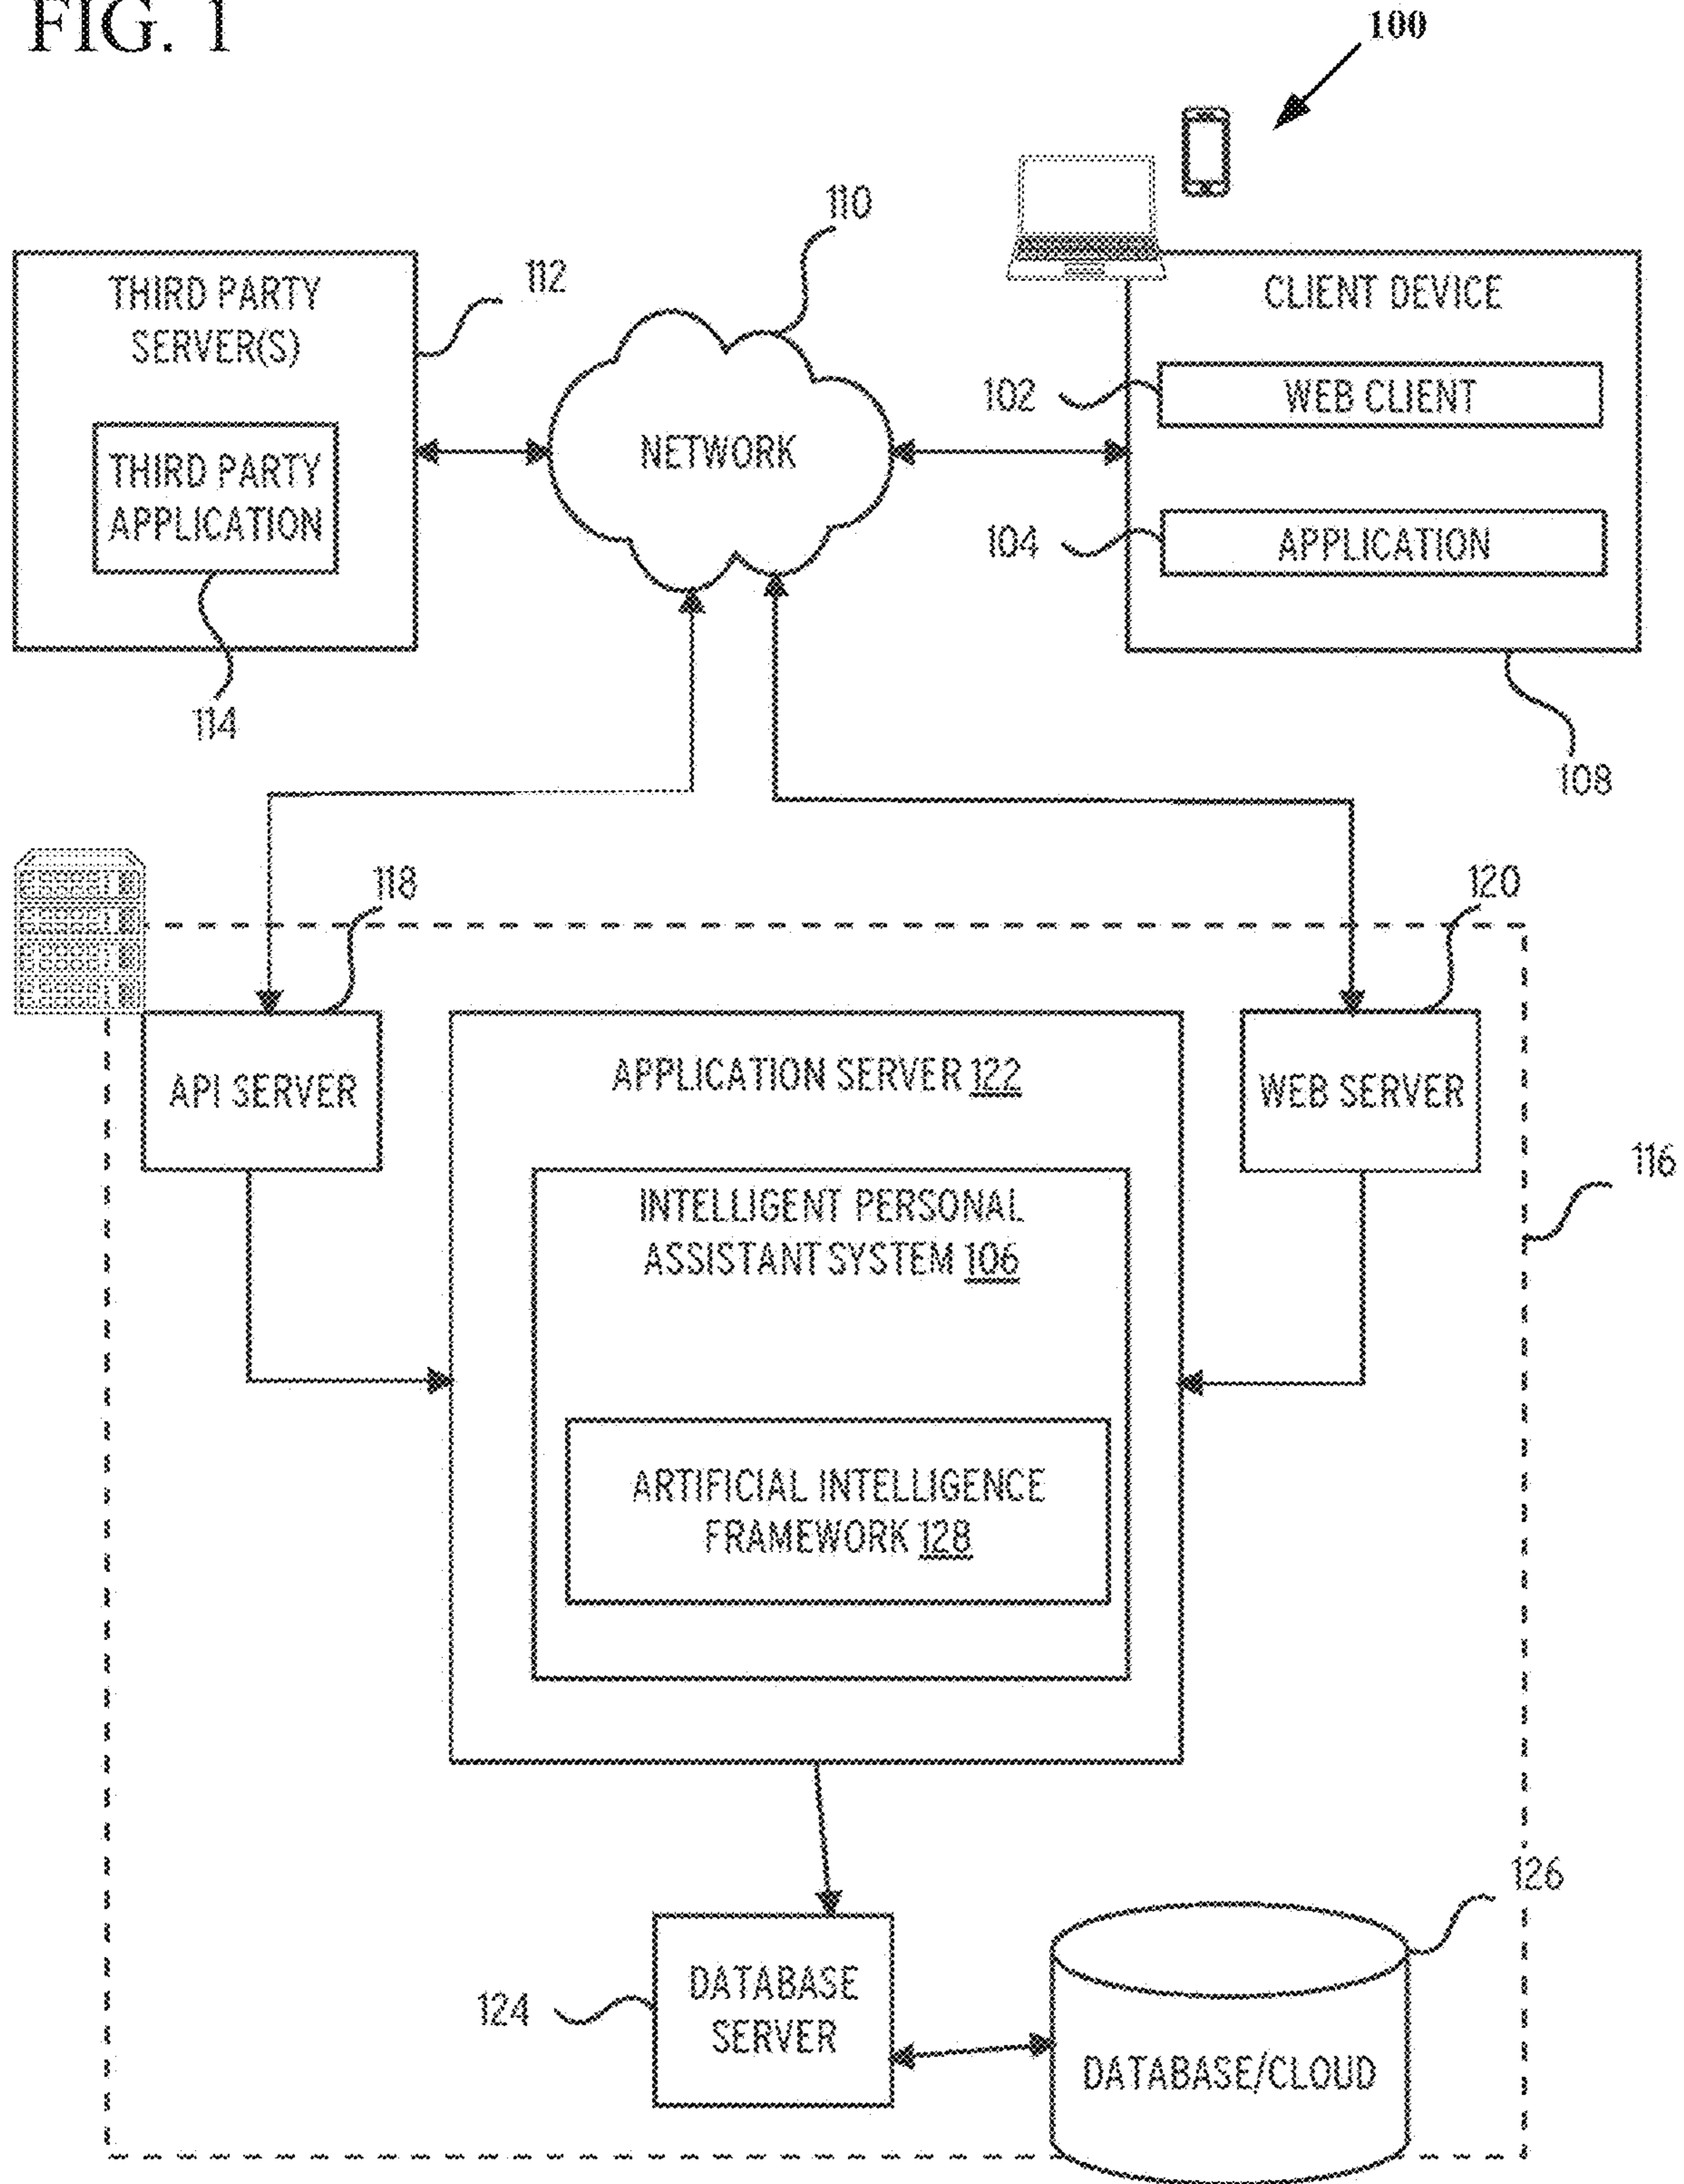 FIG. 1
100
110
THIRD PARTY
SERVER(S)
112
CLIENT DEVICE
102
WEB CLIENT
NETWORK
THIRD PARTY
APPLICATION
104
APPLICATION
114
108
118
120
API SERVER
APPLICATION SERVER 122
WEB SERVER
116
INTELLIGENT PERSONAL
ASSISTANT SYSTEM 106
ARTIFICIAL INTELLIGENCE
FRAMEWORK 128
126
124
DATABASE
SERVER
DATABASE/CLOUD